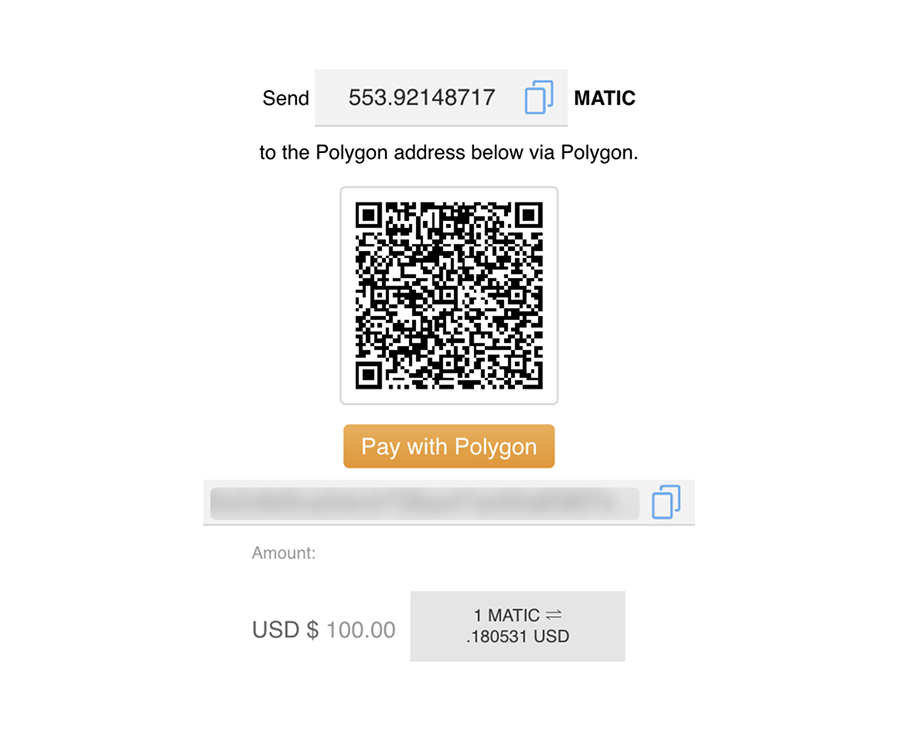 Send 553.92148717 MATIC
to the Polygon address below via Polygon.
Pay with Polygon
Amount:
USD $ 100.00
1 MATIC ⇌
.180531 USD